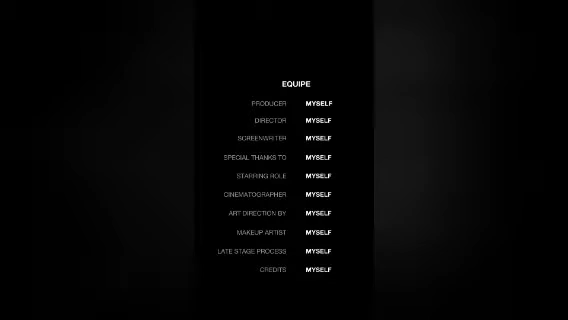 EQUIPE
PRODUCER MYSELF
DIRECTOR MYSELF
SCREENWRITER MYSELF
SPECIAL THANKS TO MYSELF
STARRING ROLE MYSELF
CINEMATOGRAPHER MYSELF
ART DIRECTION BY MYSELF
MAKEUP ARTIST MYSELF
LATE STAGE PROCESS MYSELF
CREDITS MYSELF